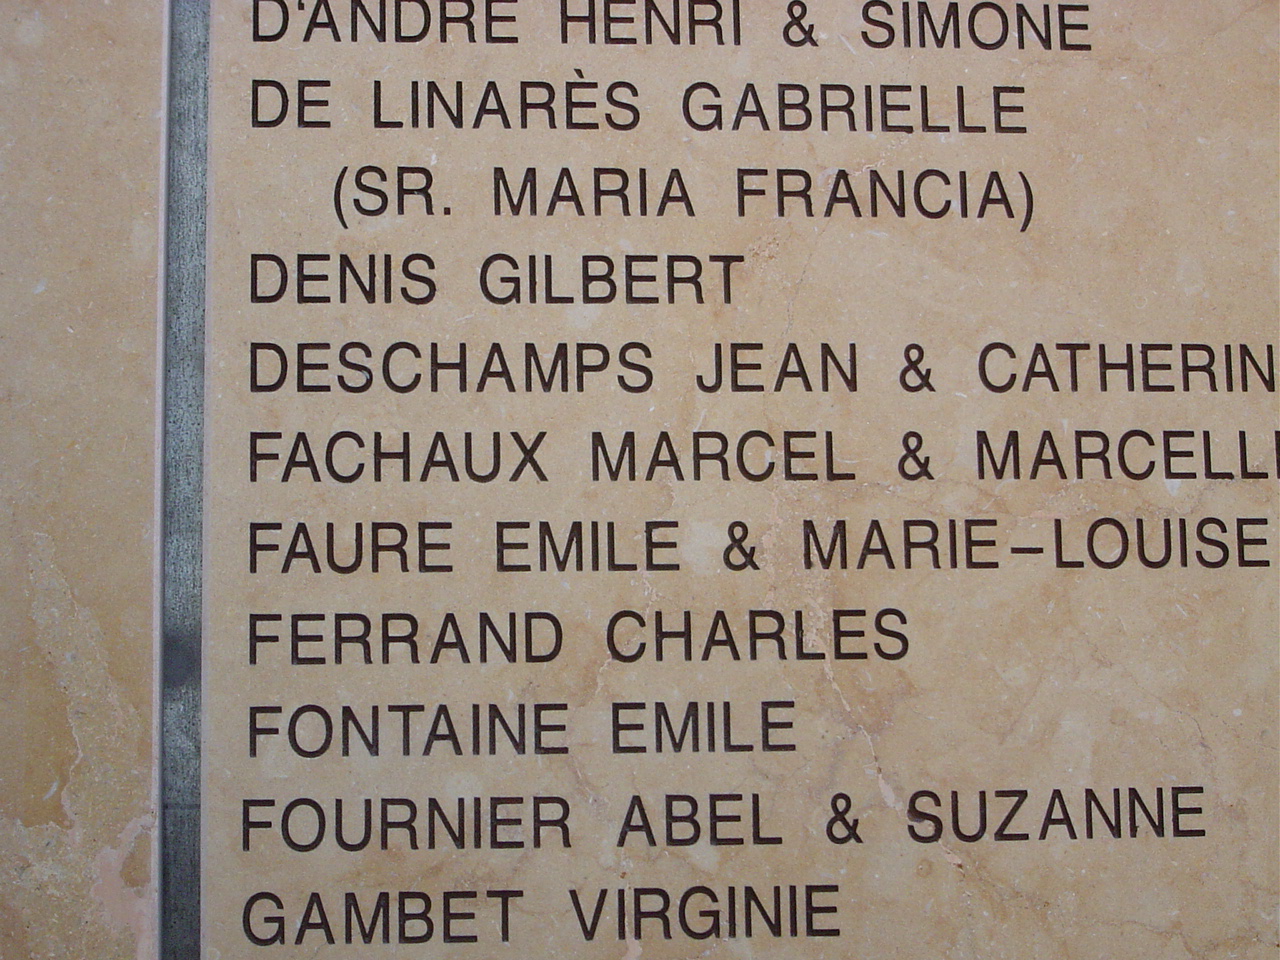 D'ANDRE HENRI & SIMONE
DE LINARÈS GABRIELLE
(SR. MARIA FRANCIA)
DENIS GILBERT
DESCHAMPS JEAN & CATHERIN
FACHAUX MARCEL & MARCELL
FAURE EMILE & MARIE-LOUISE
FERRAND CHARLES
FONTAINE EMILE
FOURNIER ABEL & SUZANNE
GAMBET VIRGINIE